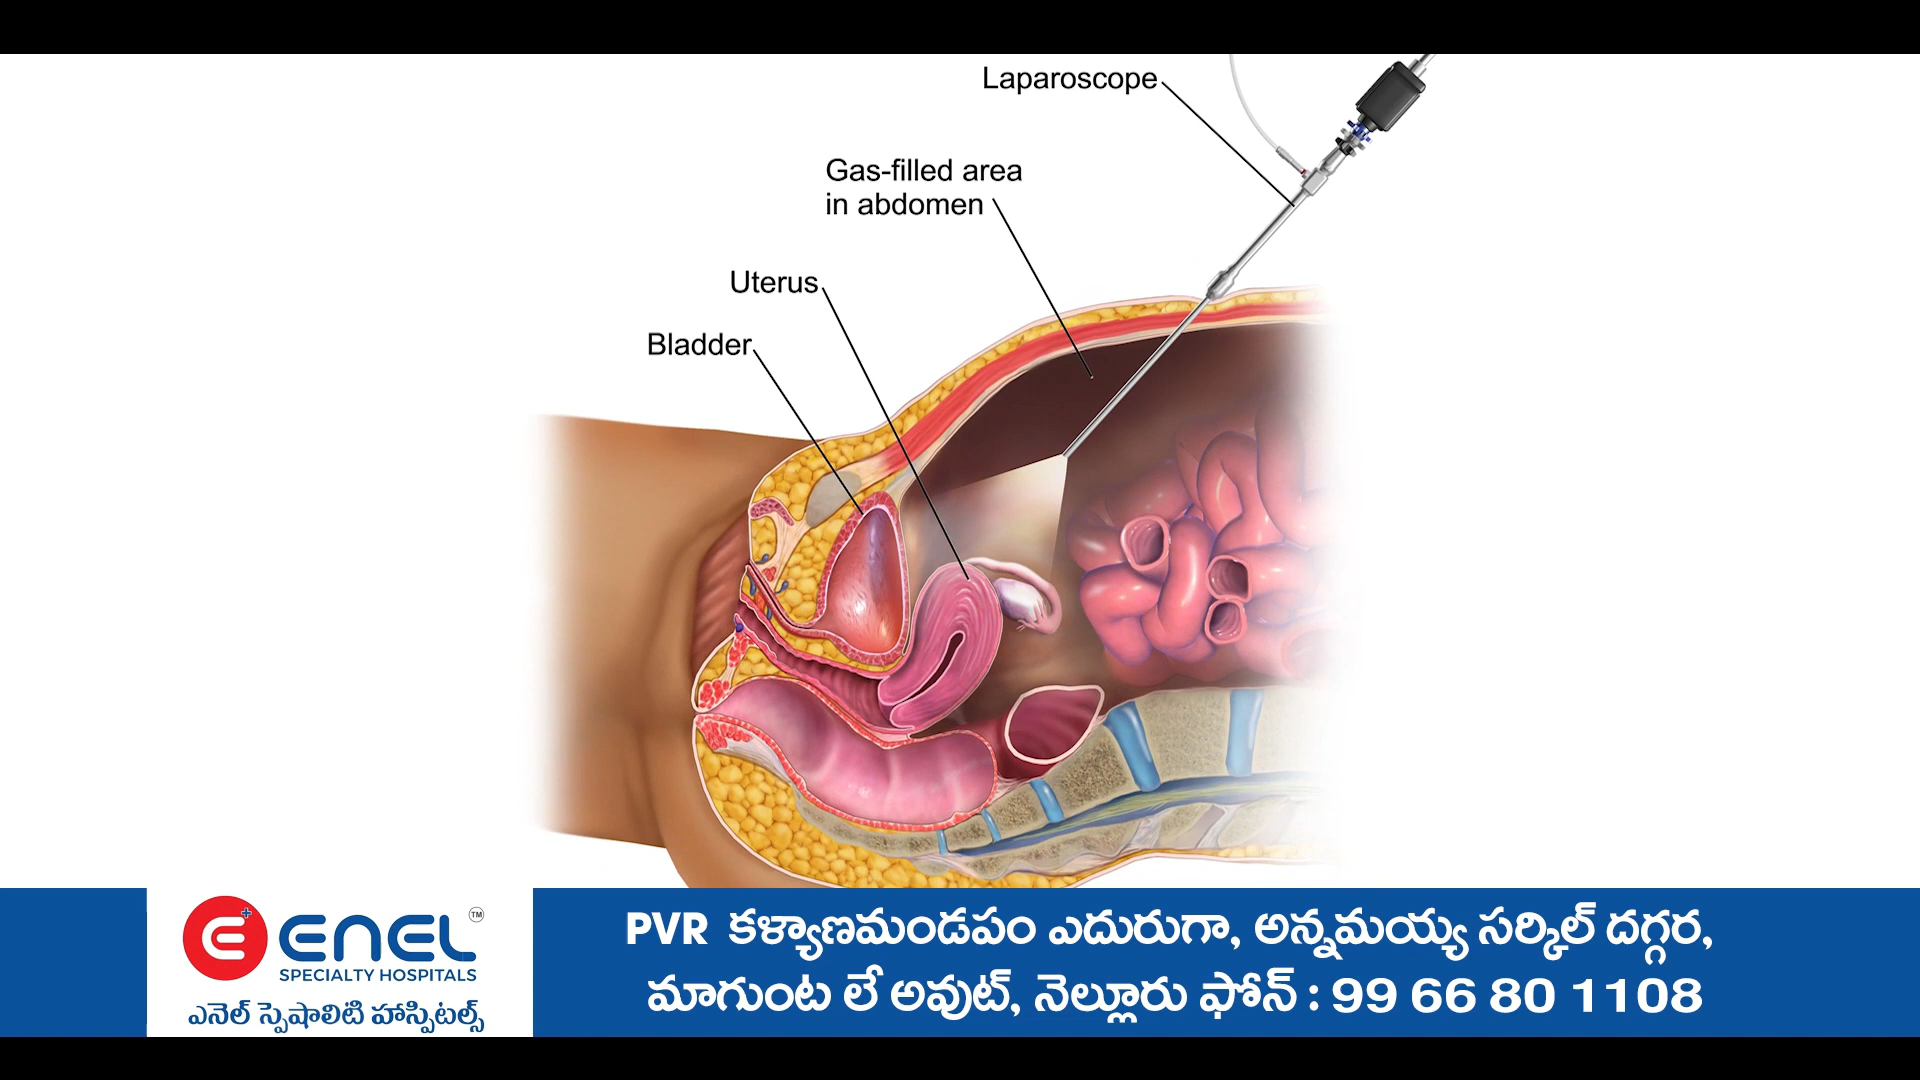 Laparoscope
Gas-filled area
in abdomen
Uterus
Bladder
ENEL™
SPECIALTY HOSPITALS
ఎనెల్ స్పెషాలిటి హాస్పిటల్స్
PVR కళ్యాణమండపం ఎదురుగా, అన్నమయ్య సర్కిల్ దగ్గర,
మాగుంట లే అవుట్, నెల్లూరు ఫోన్ : 99 66 80 1108